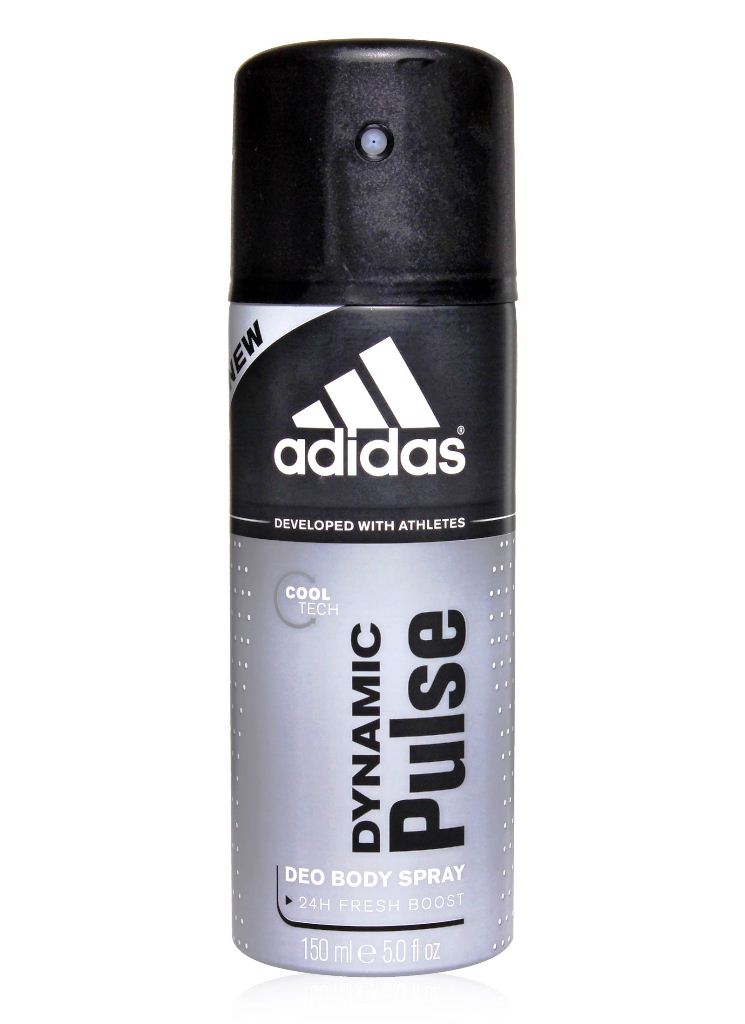 NEW
adidas®
DEVELOPED WITH ATHLETES
COOL
TECH
DYNAMIC
Pulse
DEO BODY SPRAY
24H FRESH BOOST
150 ml ℮ 5.0 fl oz